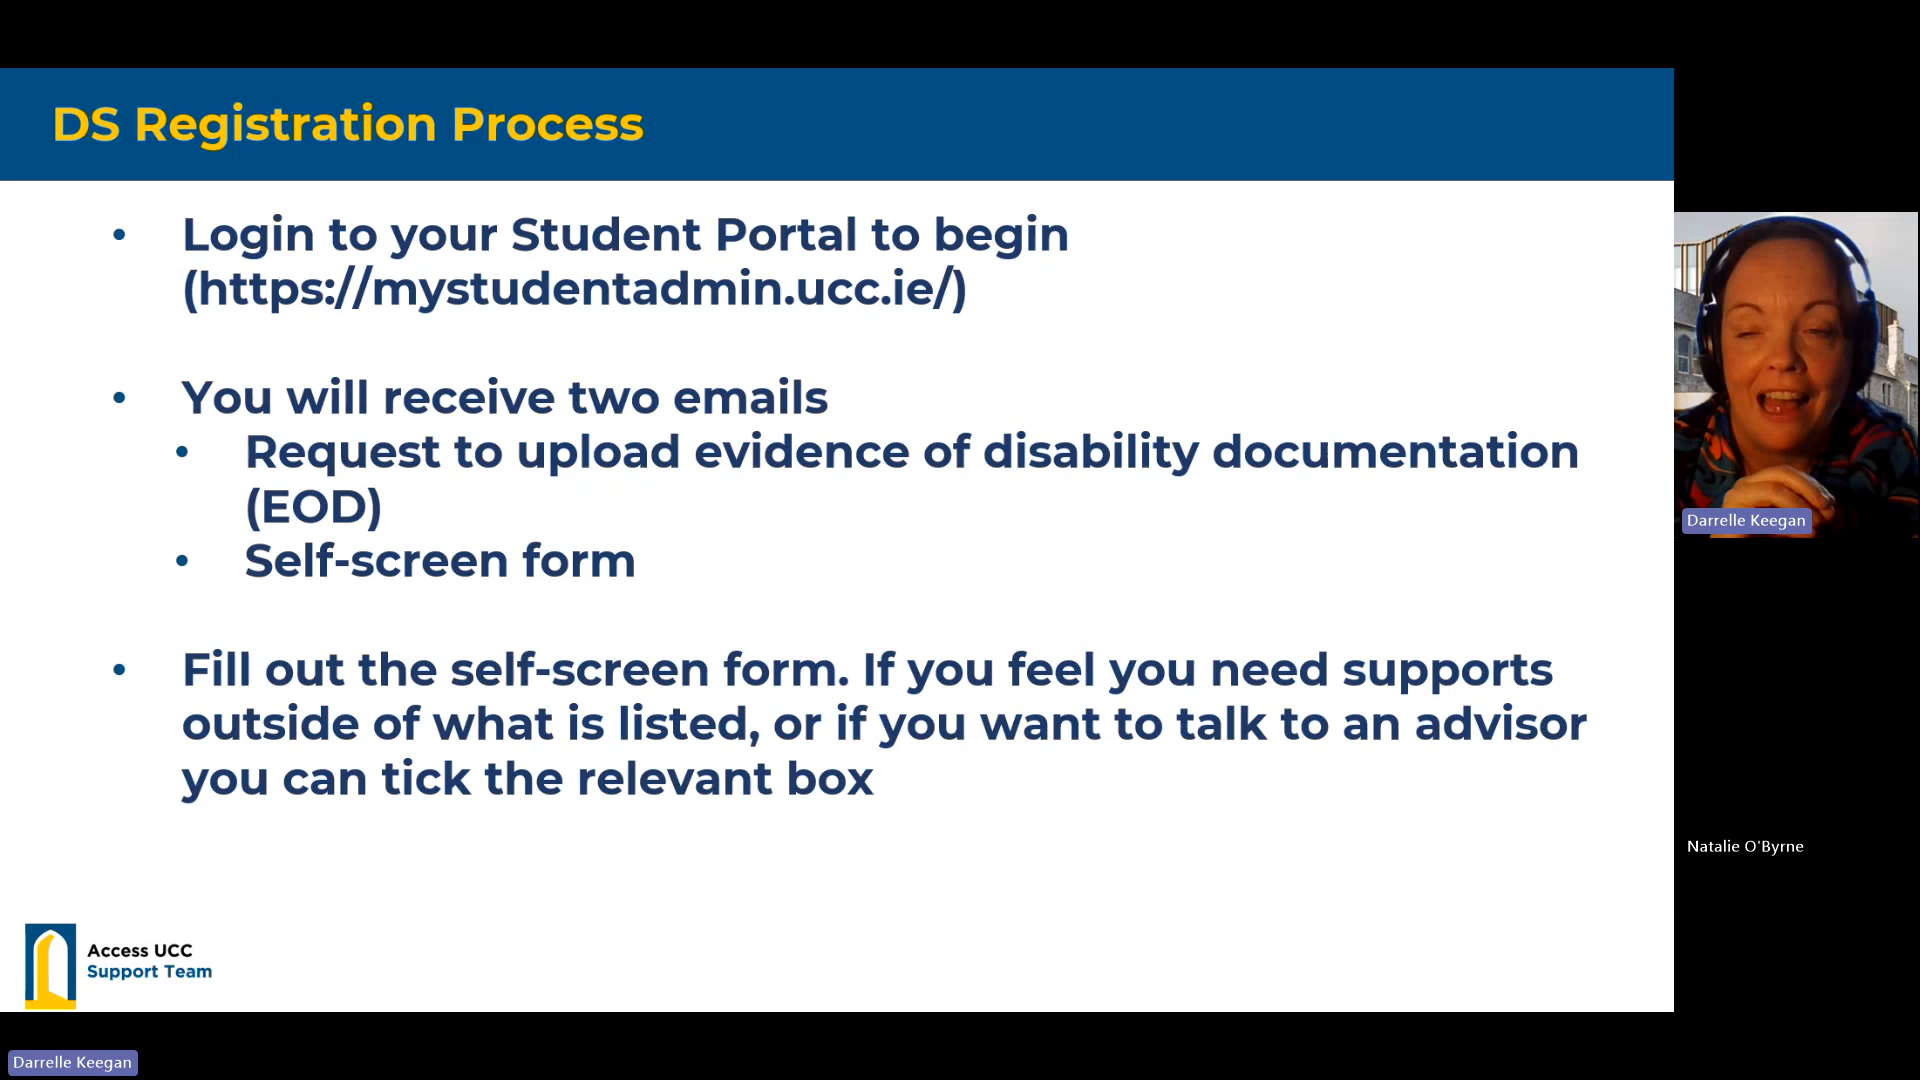 DS Registration Process
• Login to your Student Portal to begin
(https://mystudentadmin.ucc.ie/)
• You will receive two emails
• Request to upload evidence of disability documentation
(EOD)
• Self-screen form
• Fill out the self-screen form. If you feel you need supports
outside of what is listed, or if you want to talk to an advisor
you can tick the relevant box
Access UCC
Support Team
Darrelle Keegan
Natalie O'Byrne
Darrelle Keegan